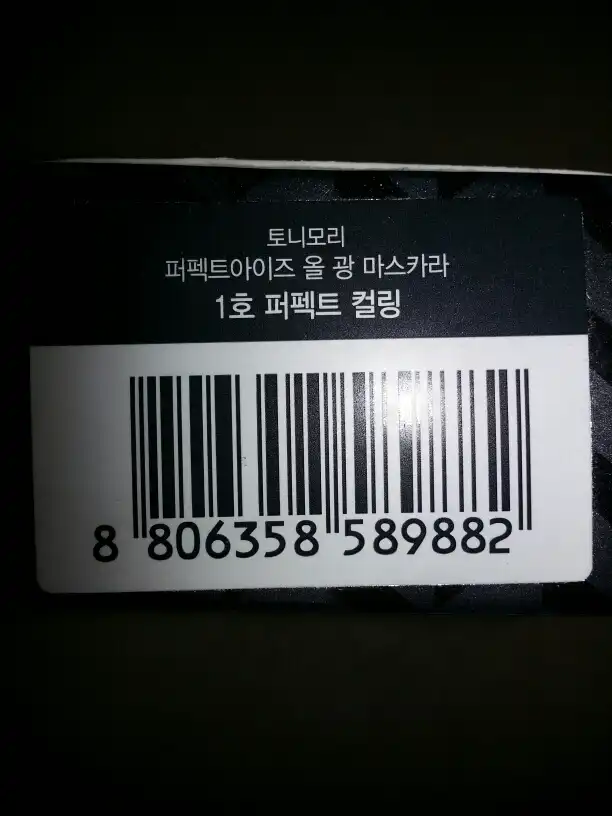 토니모리
퍼펙트아이즈 올 광 마스카라
1호 퍼펙트 컬링
8 806358 589882